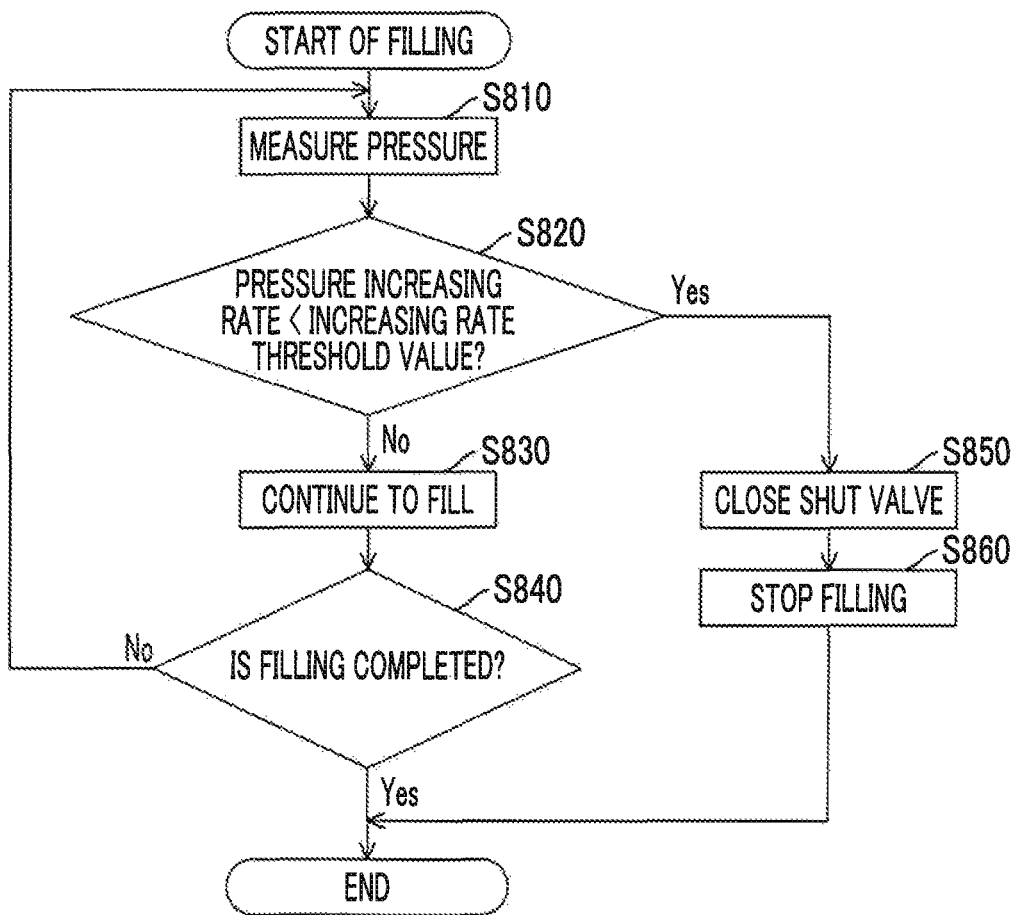 START OF FILLING
S810
MEASURE PRESSURE
S820
PRESSURE INCREASING
RATE < INCREASING RATE
THRESHOLD VALUE?
Yes
No
S830
CONTINUE TO FILL
S850
CLOSE SHUT VALVE
S860
STOP FILLING
S840
IS FILLING COMPLETED?
No
Yes
END